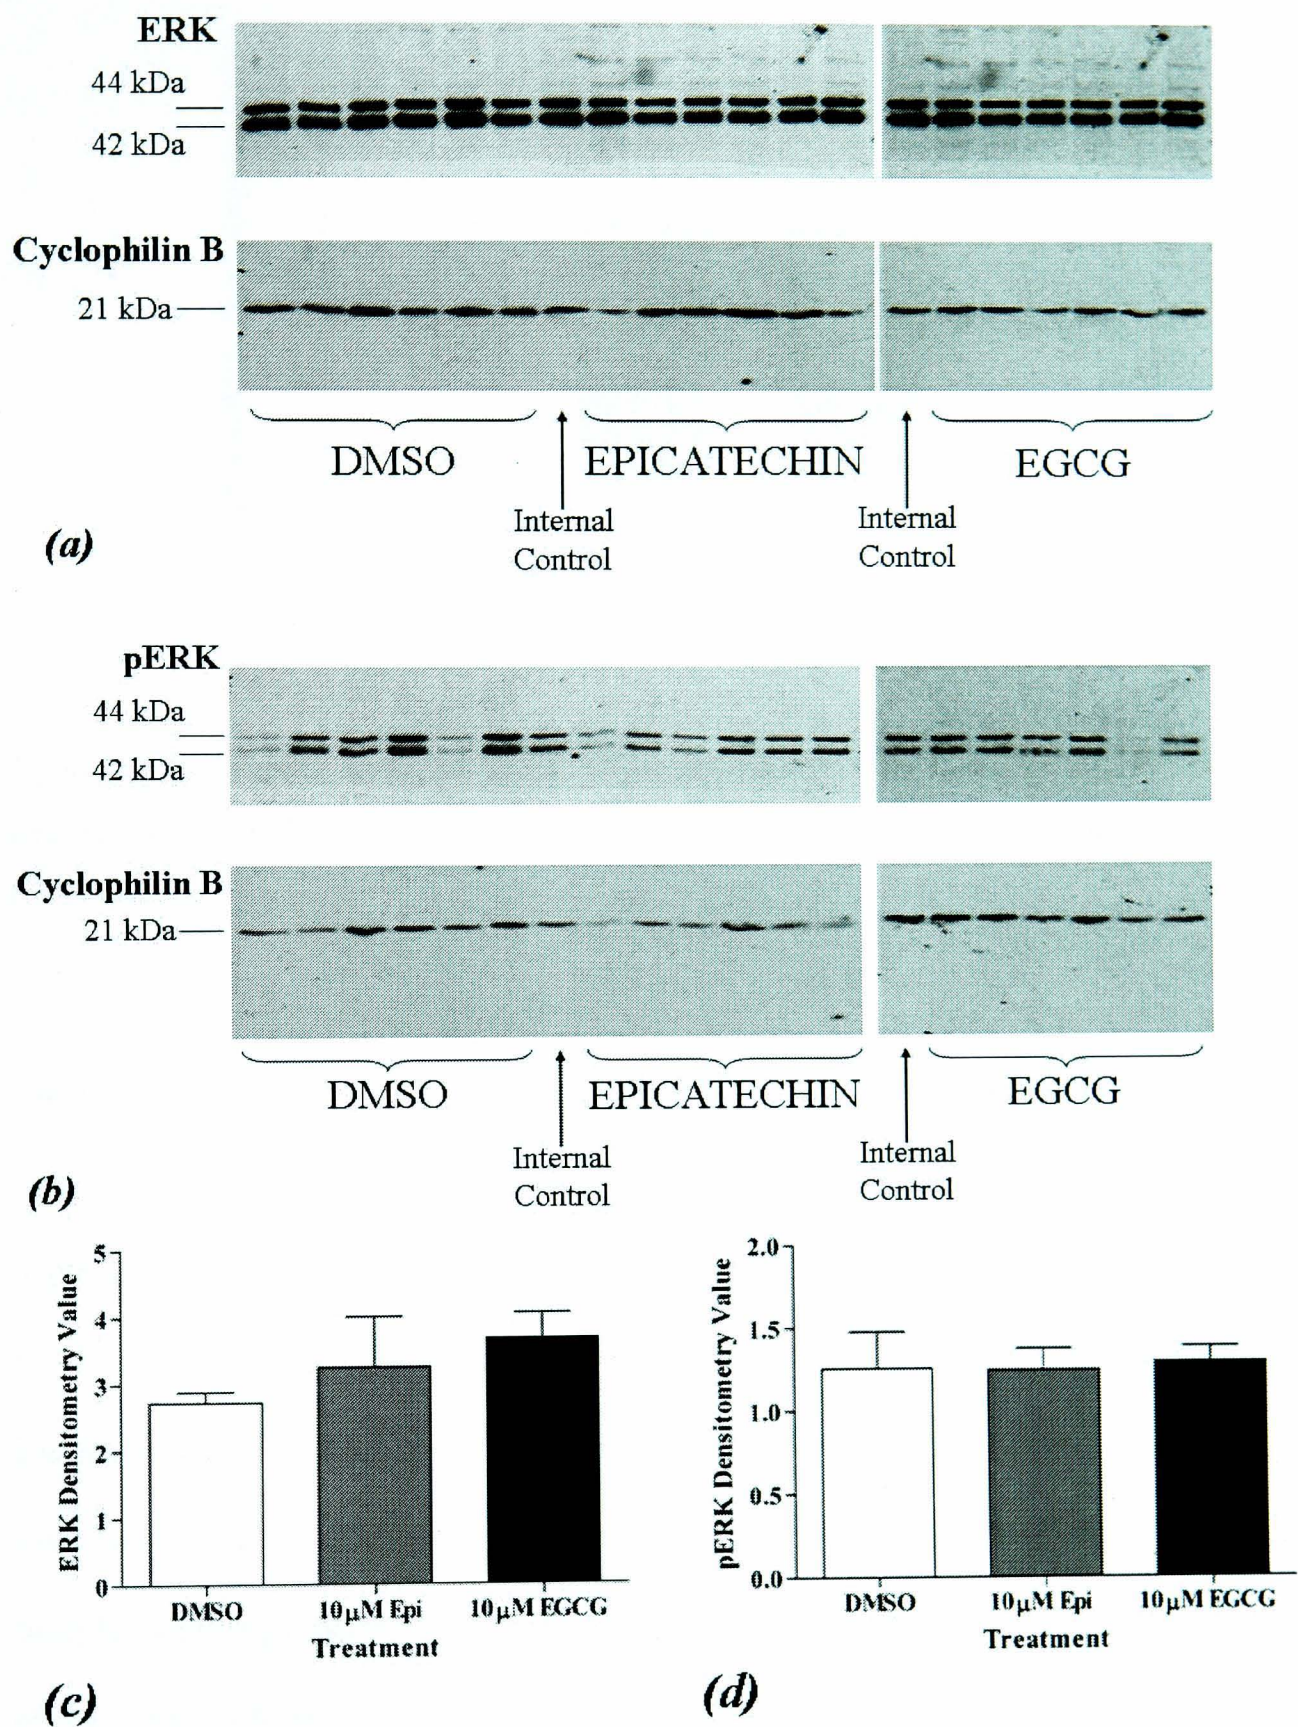 ERK
44 kDa
42 kDa
Cyclophilin B
21 kDa
DMSO
EPICATECHIN
EGCG
Internal
Control
Internal
Control
(a)
pERK
44 kDa
42 kDa
Cyclophilin B
21 kDa
DMSO
EPICATECHIN
EGCG
Internal
Control
Internal
Control
(b)
ERK Densitometry Value
5
4
3
2
1
0
DMSO
10µM Epi
10µM EGCG
Treatment
(c)
pERK Densitometry Value
2.0
1.5
1.0
0.5
0.0
DMSO
10µM Epi
10µM EGCG
Treatment
(d)